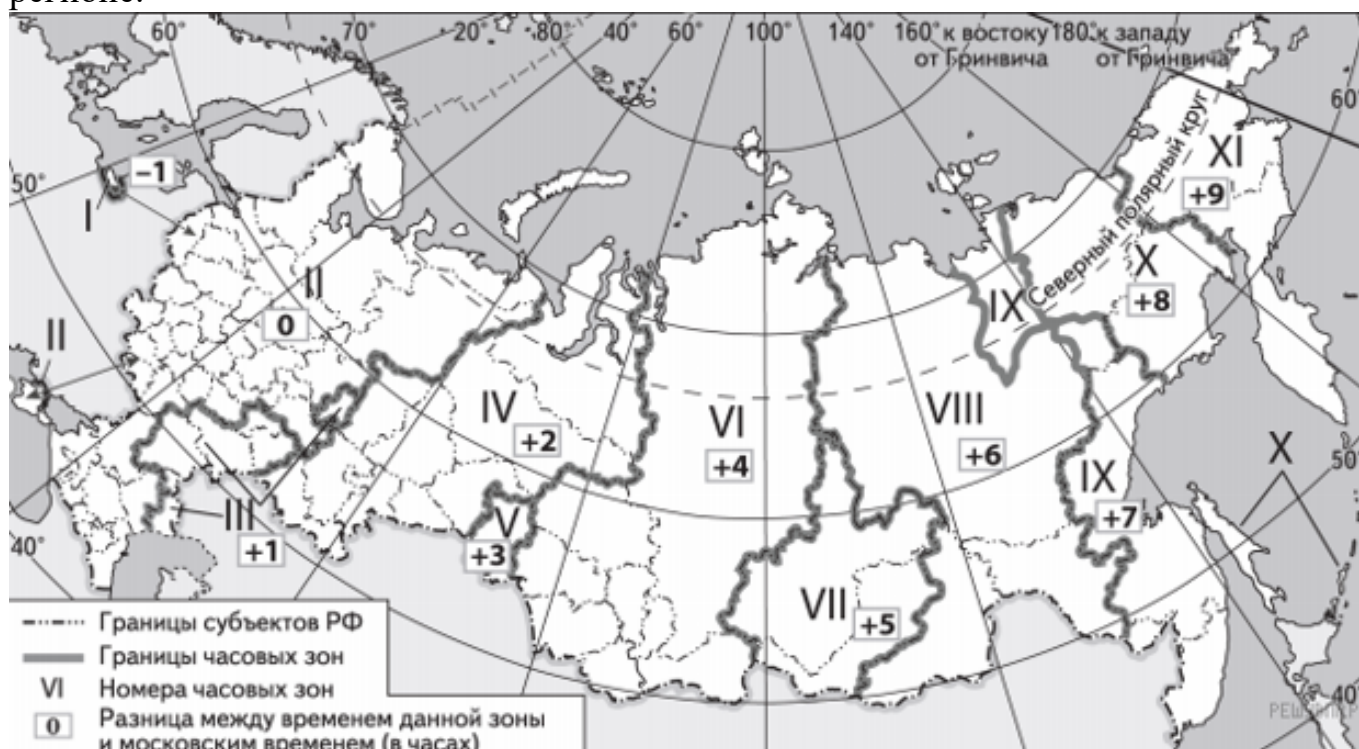 регионе.
60° 70° 20° 80° 40° 60° 100° 140° 160° к востоку 180° к западу
от Гринвича от Гринвича
60°
Северный полярный круг
XI
+9
-1
50°
I
X
+8
II
0
IX
II
IV
+2
VI
+4
VIII
+6
X
50°
IX
+7
V
+3
III
+1
40°
VII
+5
Границы субъектов РФ
Границы часовых зон
VI Номера часовых зон
0 Разница между временем данной зоны
и московским временем (в часах)
40°